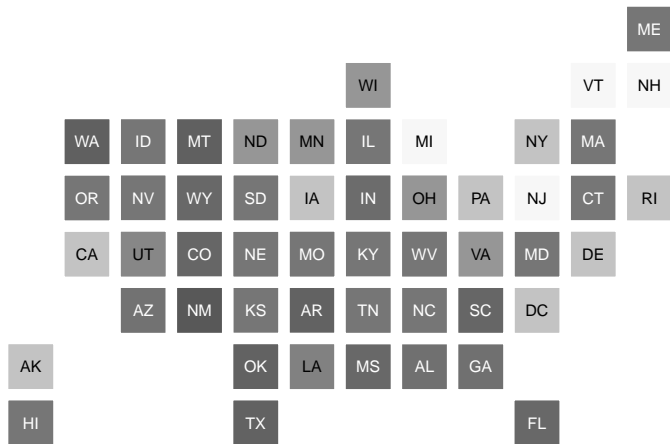 ME
WI VT NH
WA ID MT ND MN IL MI NY MA
OR NV WY SD IA IN OH PA NJ CT RI
CA UT CO NE MO KY WV VA MD DE
AZ NM KS AR TN NC SC DC
AK OK LA MS AL GA
HI TX FL